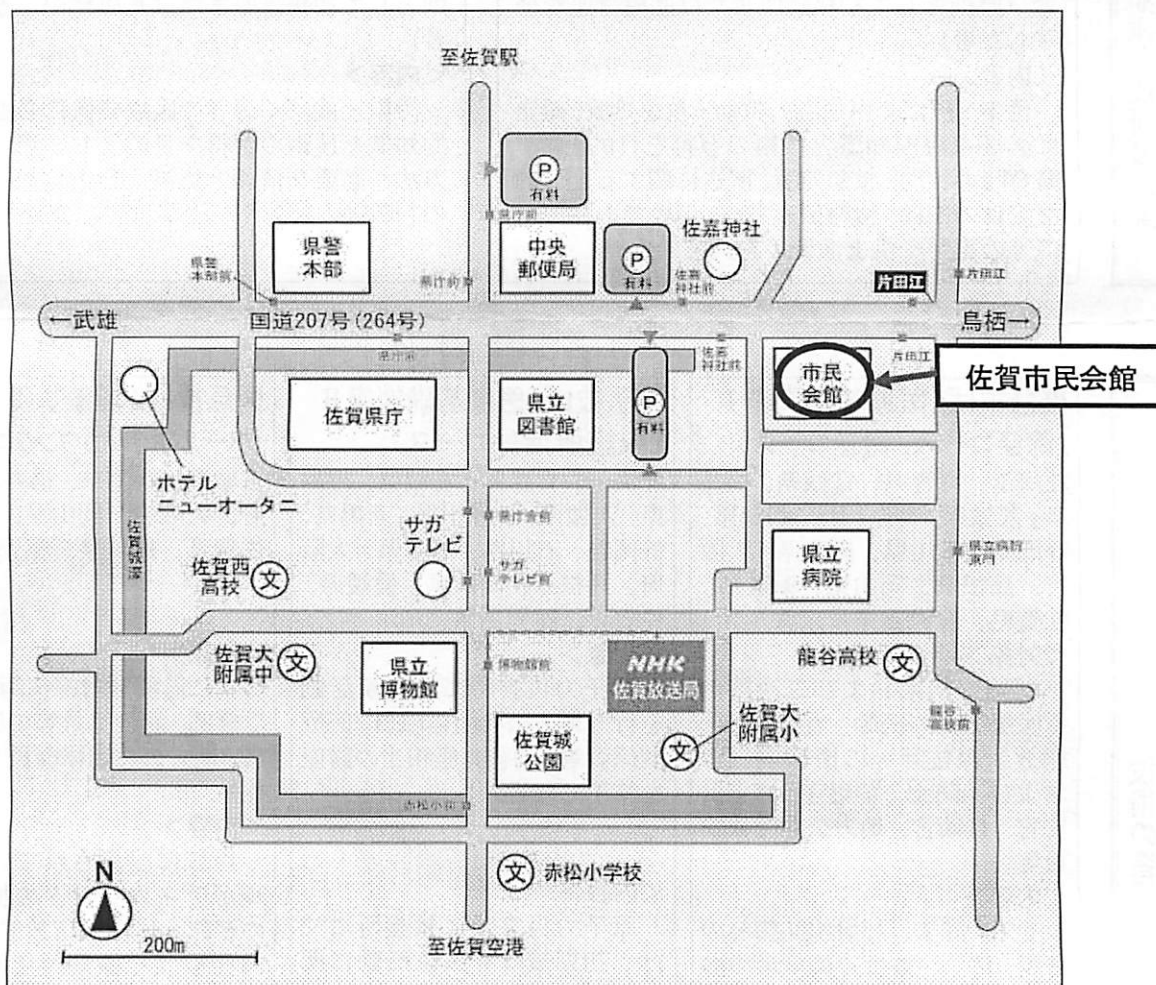 至佐賀駅
P
有料
県庁前
県警
本部
県警
本部前
県庁前
中央
郵便局
P
有料
佐嘉神社
佐嘉
神社前
片田江
片田江
←武雄
国道207号(264号)
鳥栖→
県庁前
佐嘉
神社前
片田江
市民
会館
佐賀市民会館
佐賀県庁
県立
図書館
P
有料
ホテル
ニューオータニ
佐賀城濠
サガ
テレビ
県庁会前
サガ
テレビ前
佐賀西
高校
文
県立
病院
県立病院
東門
佐賀大
附属中
文
県立
博物館
博物館前
NHK
佐賀放送局
龍谷高校
文
龍谷
高校前
佐賀城
公園
佐賀大
附属小
文
赤松小前
文
赤松小学校
N
200m
至佐賀空港